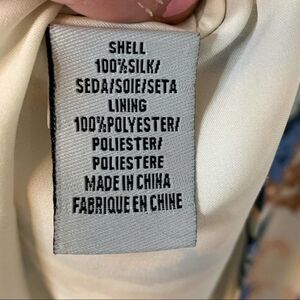 SHELL
100%SILK/
SEDA/SOIE/SETA
LINING
100%POLYESTER/
POLIESTER/
POLIESTERE
MADE IN CHINA
FABRIQUE EN CHINE